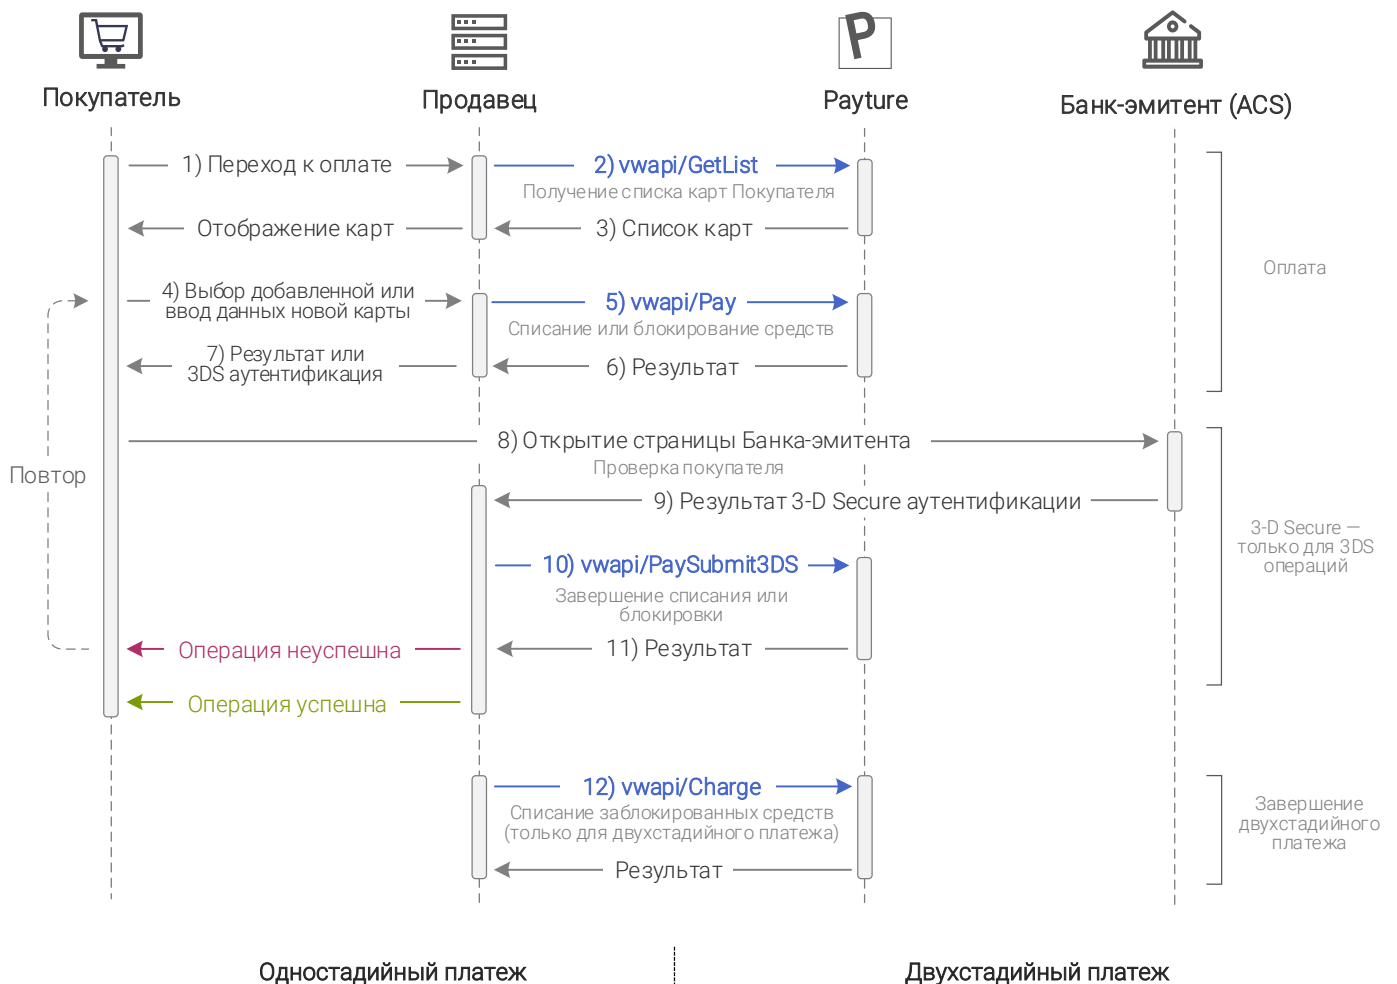 P
Покупатель
Продавец
Payture
Банк-эмитент (ACS)
1) Переход к оплате
2) vwapi/GetList
Получение списка карт Покупателя
Отображение карт
3) Список карт
Оплата
4) Выбор добавленной или
ввод данных новой карты
5) vwapi/Pay
Списание или блокирование средств
7) Результат или
3DS аутентификация
6) Результат
8) Открытие страницы Банка-эмитента
Проверка покупателя
Повтор
9) Результат 3-D Secure аутентификации
3-D Secure —
только для 3DS
операций
10) vwapi/PaySubmit3DS
Завершение списания или
блокировки
Операция неуспешна
11) Результат
Операция успешна
12) vwapi/Charge
Списание заблокированных средств
(только для двухстадийного платежа)
Завершение
двухстадийного
платежа
Результат
Одностадийный платеж
Двухстадийный платеж